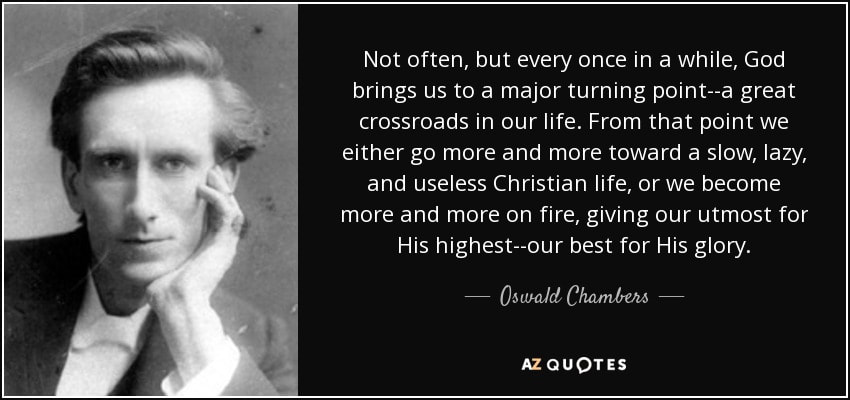 Not often, but every once in a while, God
brings us to a major turning point--a great
crossroads in our life. From that point we
either go more and more toward a slow, lazy,
and useless Christian life, or we become
more and more on fire, giving our utmost for
His highest--our best for His glory.
Oswald Chambers
AZ QUOTES